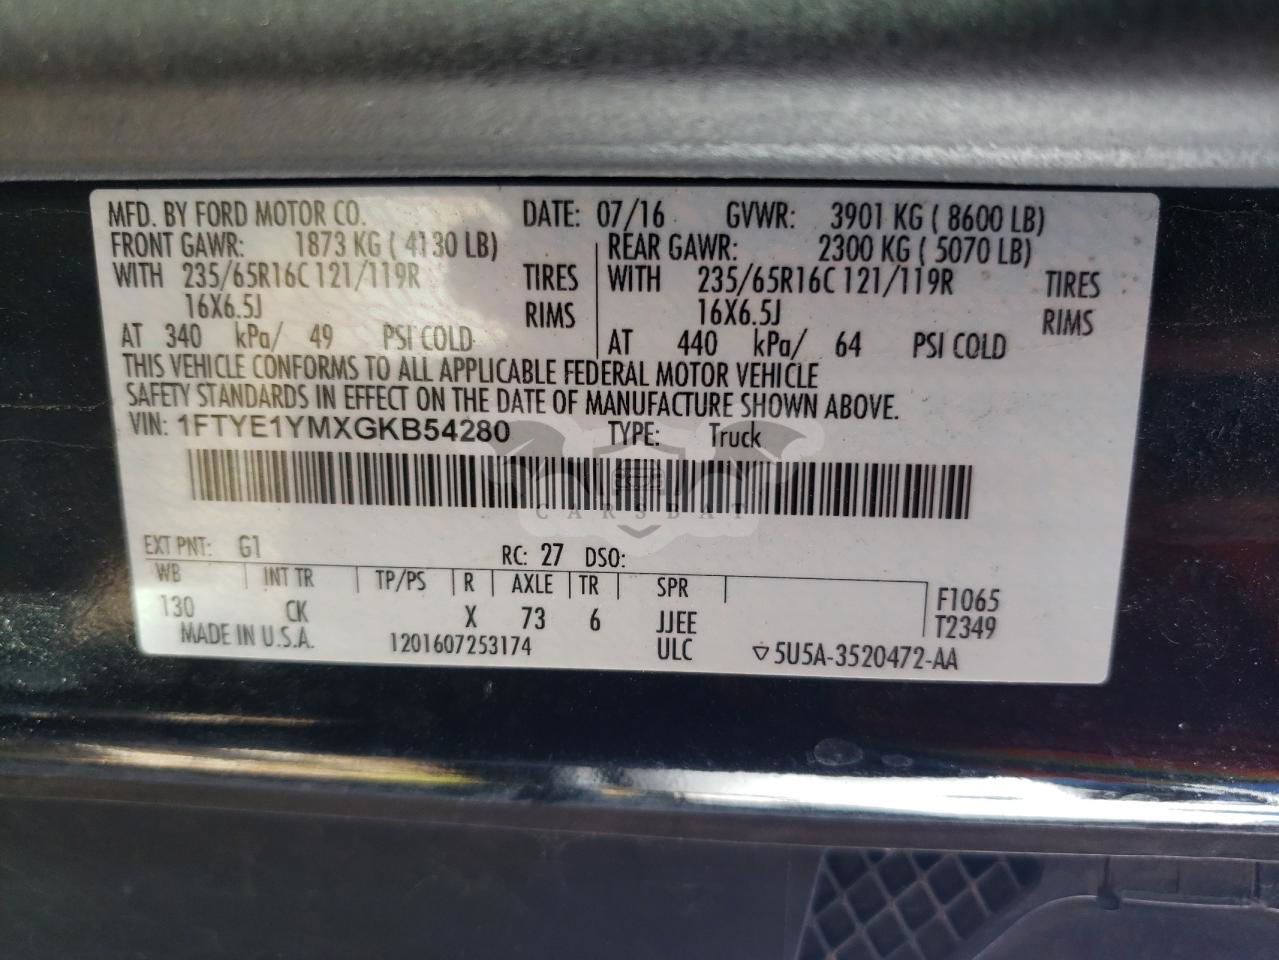 MFD. BY FORD MOTOR CO. DATE: 07/16 GVWR: 3901 KG ( 8600 LB)
FRONT GAWR: 1873 KG ( 4130 LB) REAR GAWR: 2300 KG ( 5070 LB)
WITH 235/65R16C 121/119R TIRES WITH 235/65R16C 121/119R TIRES
16X6.5J RIMS 16X6.5J RIMS
AT 340 kPa/ 49 PSI COLD AT 440 kPa/ 64 PSI COLD
THIS VEHICLE CONFORMS TO ALL APPLICABLE FEDERAL MOTOR VEHICLE
SAFETY STANDARDS IN EFFECT ON THE DATE OF MANUFACTURE SHOWN ABOVE.
VIN: 1FTYE1YMXGKB54280 TYPE: Truck
CARSBAT
EXT PNT: G1 RC: 27 DSO:
WB INT TR TP/PS R AXLE TR SPR
130 CK X 73 6 JJEE F1065
T2349
MADE IN U.S.A. 1201607253174 ULC 5U5A-3520472-AA